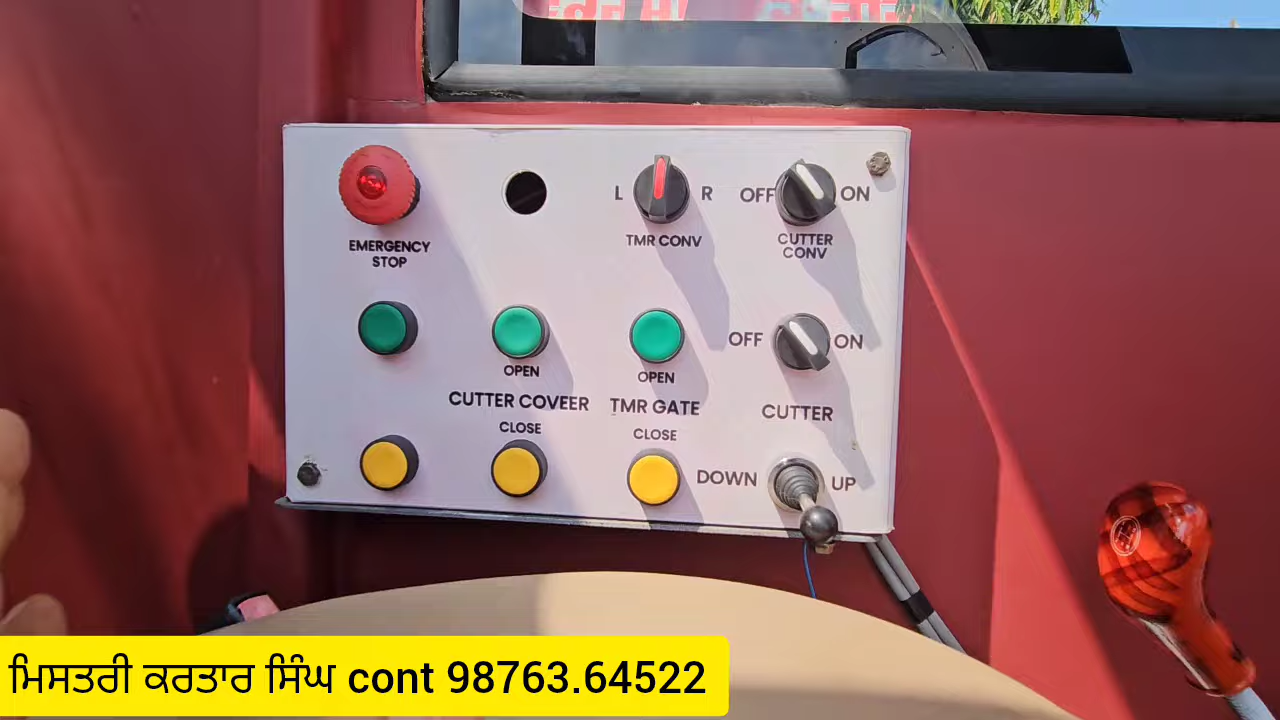 EMERGENCY
STOP
L R
TMR CONV
OFF ON
CUTTER
CONV
OPEN
CUTTER COVEER
CLOSE
OPEN
TMR GATE
CLOSE
OFF ON
CUTTER
DOWN UP
ਮਿਸਤਰੀ ਕਰਤਾਰ ਸਿੰਘ cont 98763.64522